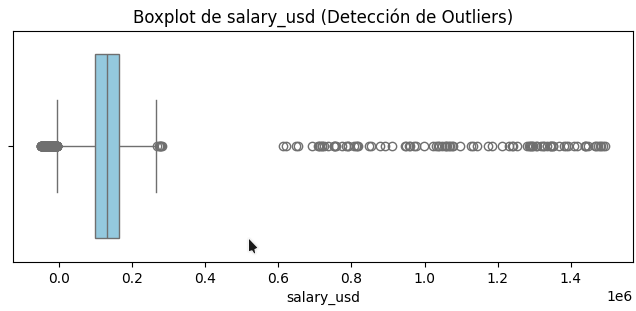 Boxplot de salary_usd (Detección de Outliers)
0.0 0.2 0.4 0.6 0.8 1.0 1.2 1.4
1e6
salary_usd